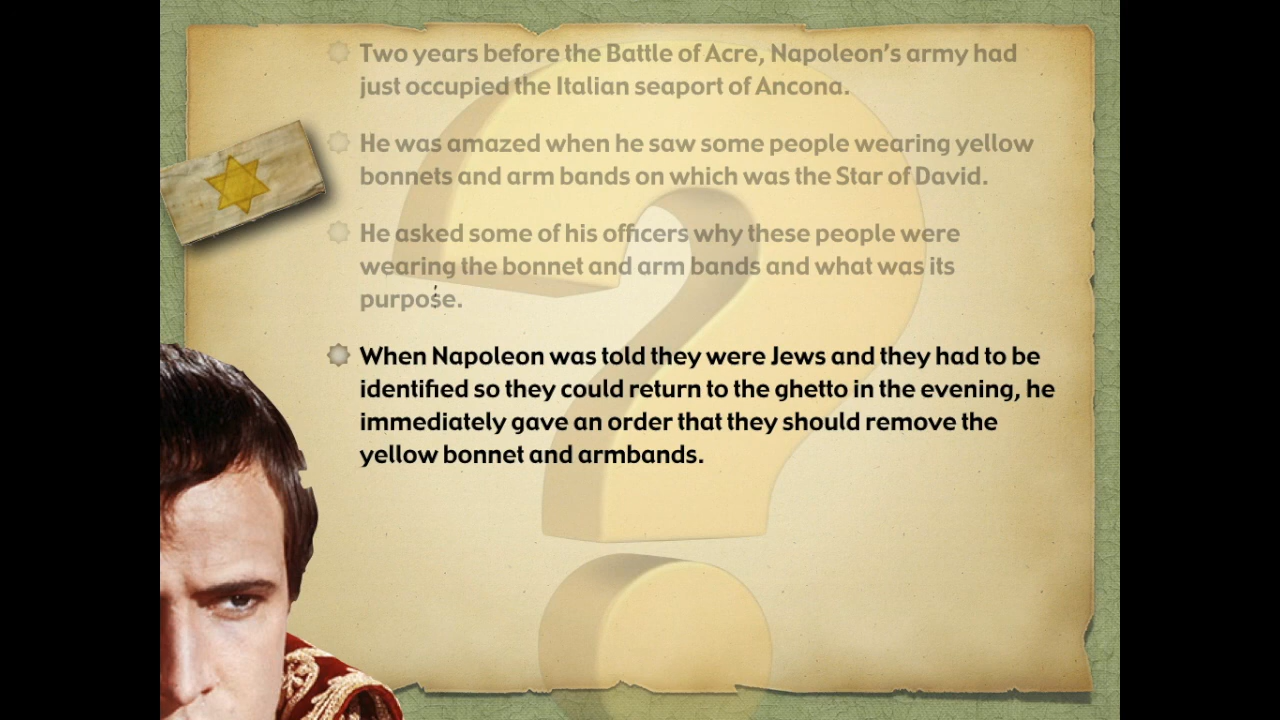 Two years before the Battle of Acre, Napoleon's army had
just occupied the Italian seaport of Ancona.
He was amazed when he saw some people wearing yellow
bonnets and arm bands on which was the Star of David.
He asked some of his officers why these people were
wearing the bonnet and arm bands and what was its
purpose.
When Napoleon was told they were Jews and they had to be
identified so they could return to the ghetto in the evening, he
immediately gave an order that they should remove the
yellow bonnet and armbands.